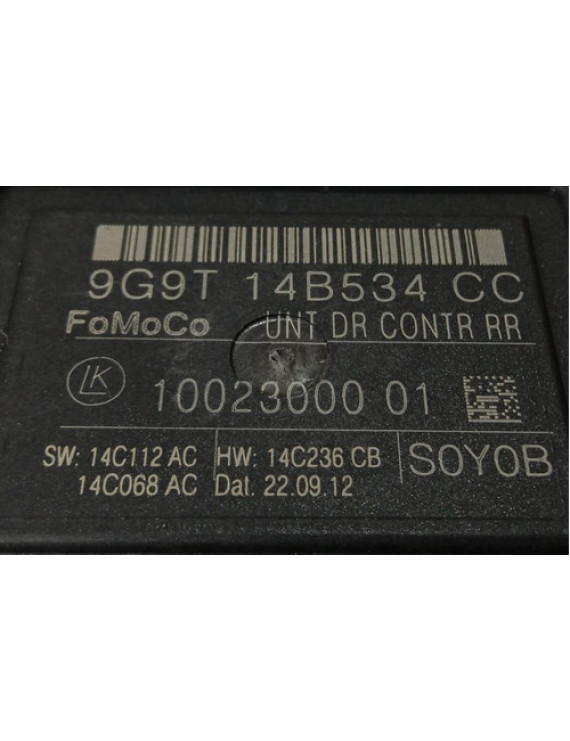 9G9T 14B534 CC
FoMoCo UNT DR CONTR RR
LK 10023000 01
SW: 14C112 AC HW: 14C236 CB S0Y0B
14C068 AC Dat. 22.09.12